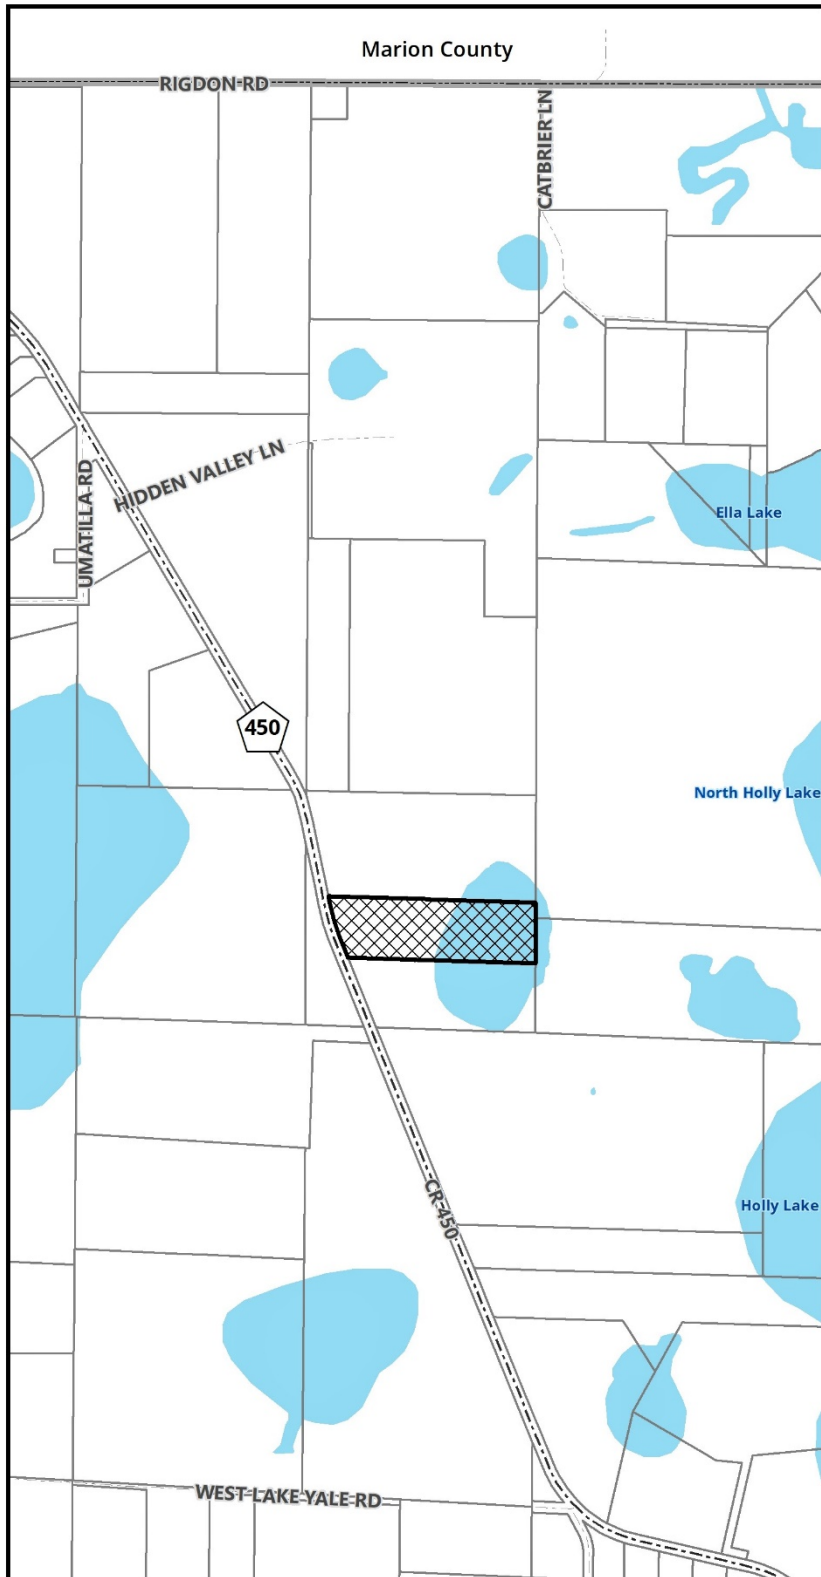 Marion County
RIGDON RD
CATBRIER LN
HIDDEN VALLEY LN
UMATILLA RD
Ella Lake
450
North Holly Lake
CR-450
Holly Lake
WEST LAKE YALE RD